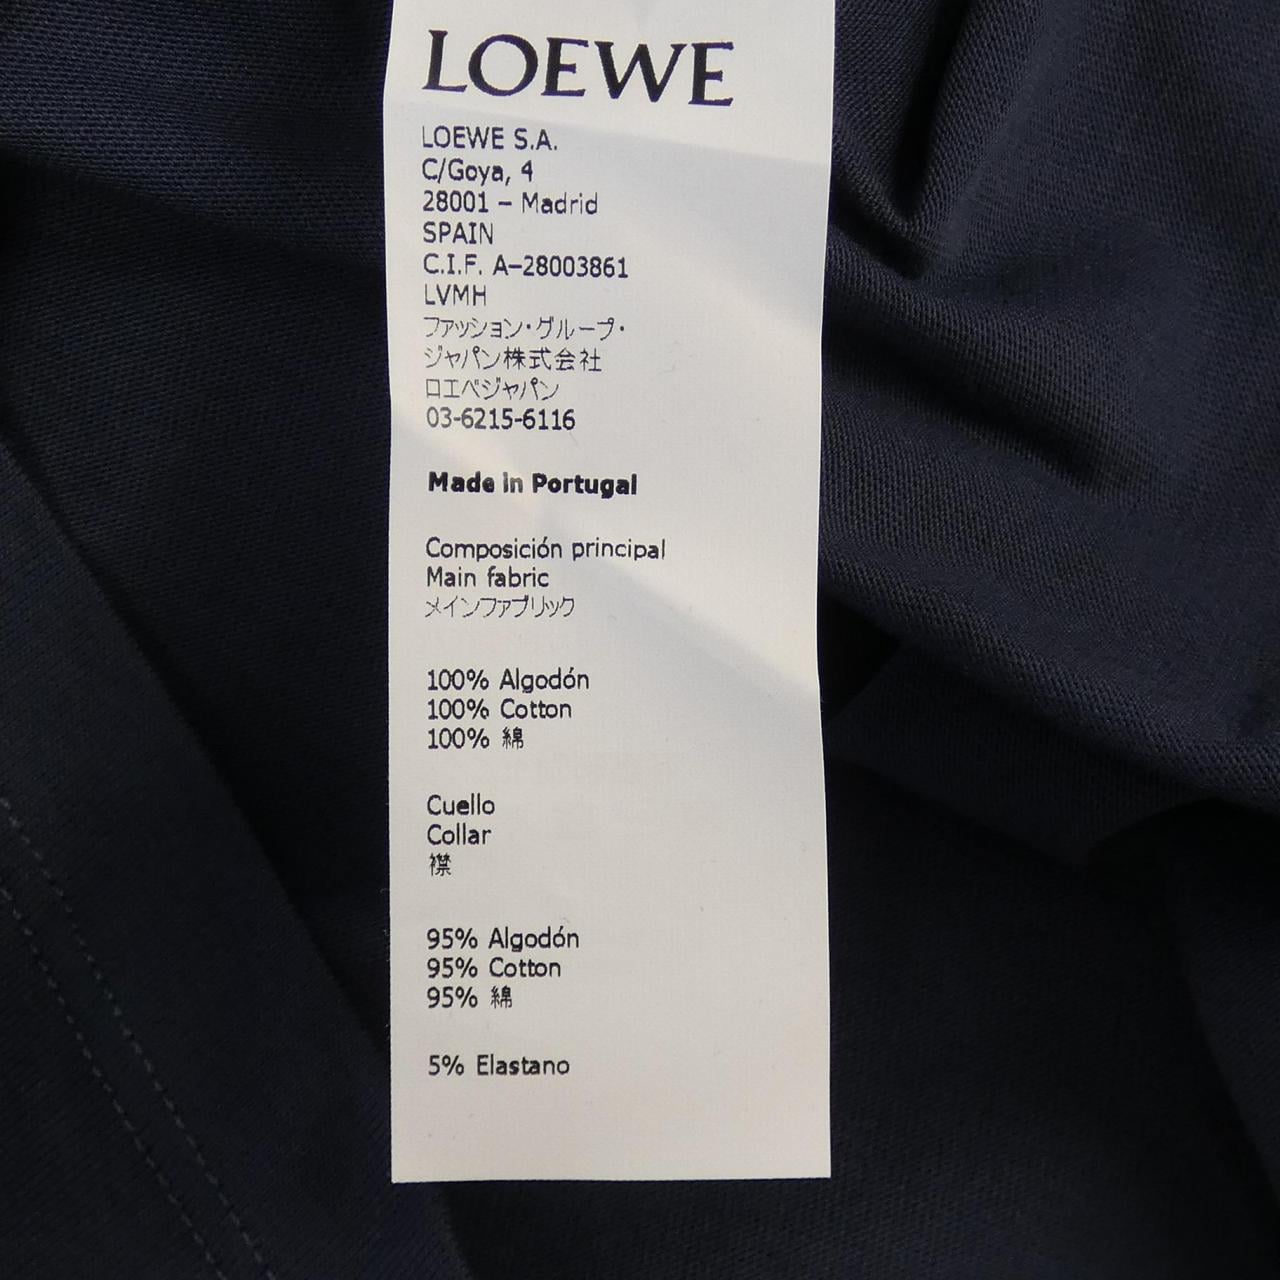 LOEWE
LOEWE S.A.
C/Goya, 4
28001 – Madrid
SPAIN
C.I.F. A–28003861
LVMH
ファッション・グループ・
ジャパン株式会社
ロエベジャパン
03-6215-6116
Made in Portugal
Composición principal
Main fabric
メインファブリック
100% Algodón
100% Cotton
100% 綿
Cuello
Collar
襟
95% Algodón
95% Cotton
95% 綿
5% Elastano